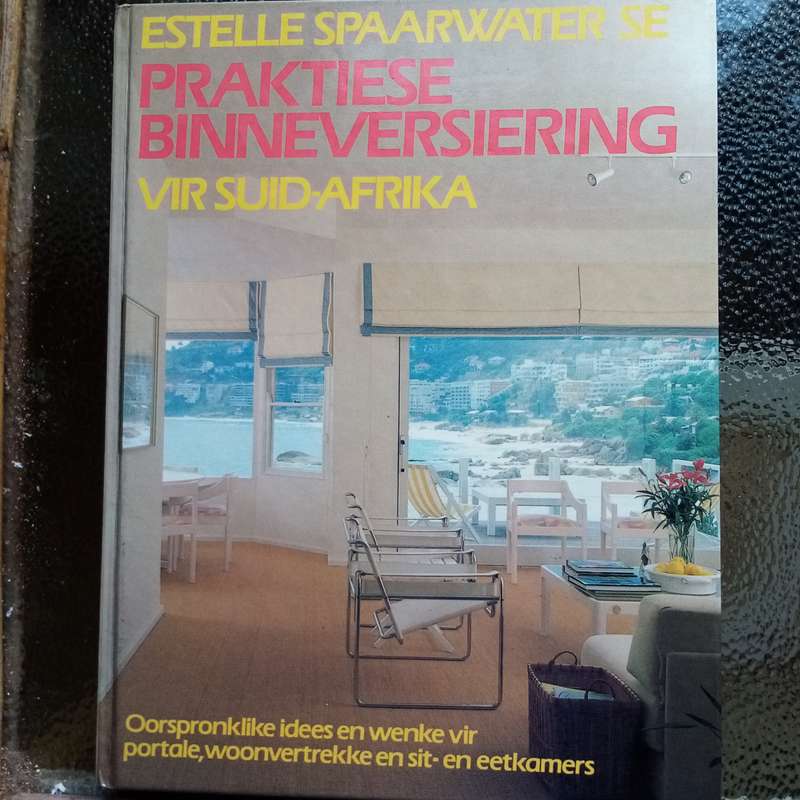 ESTELLE SPAARWATER SE
PRAKTIESE
BINNEVERSIERING
VIR SUID-AFRIKA
Oorspronklike idees en wenke vir
portale, woonvertrekke en sit- en eetkamers